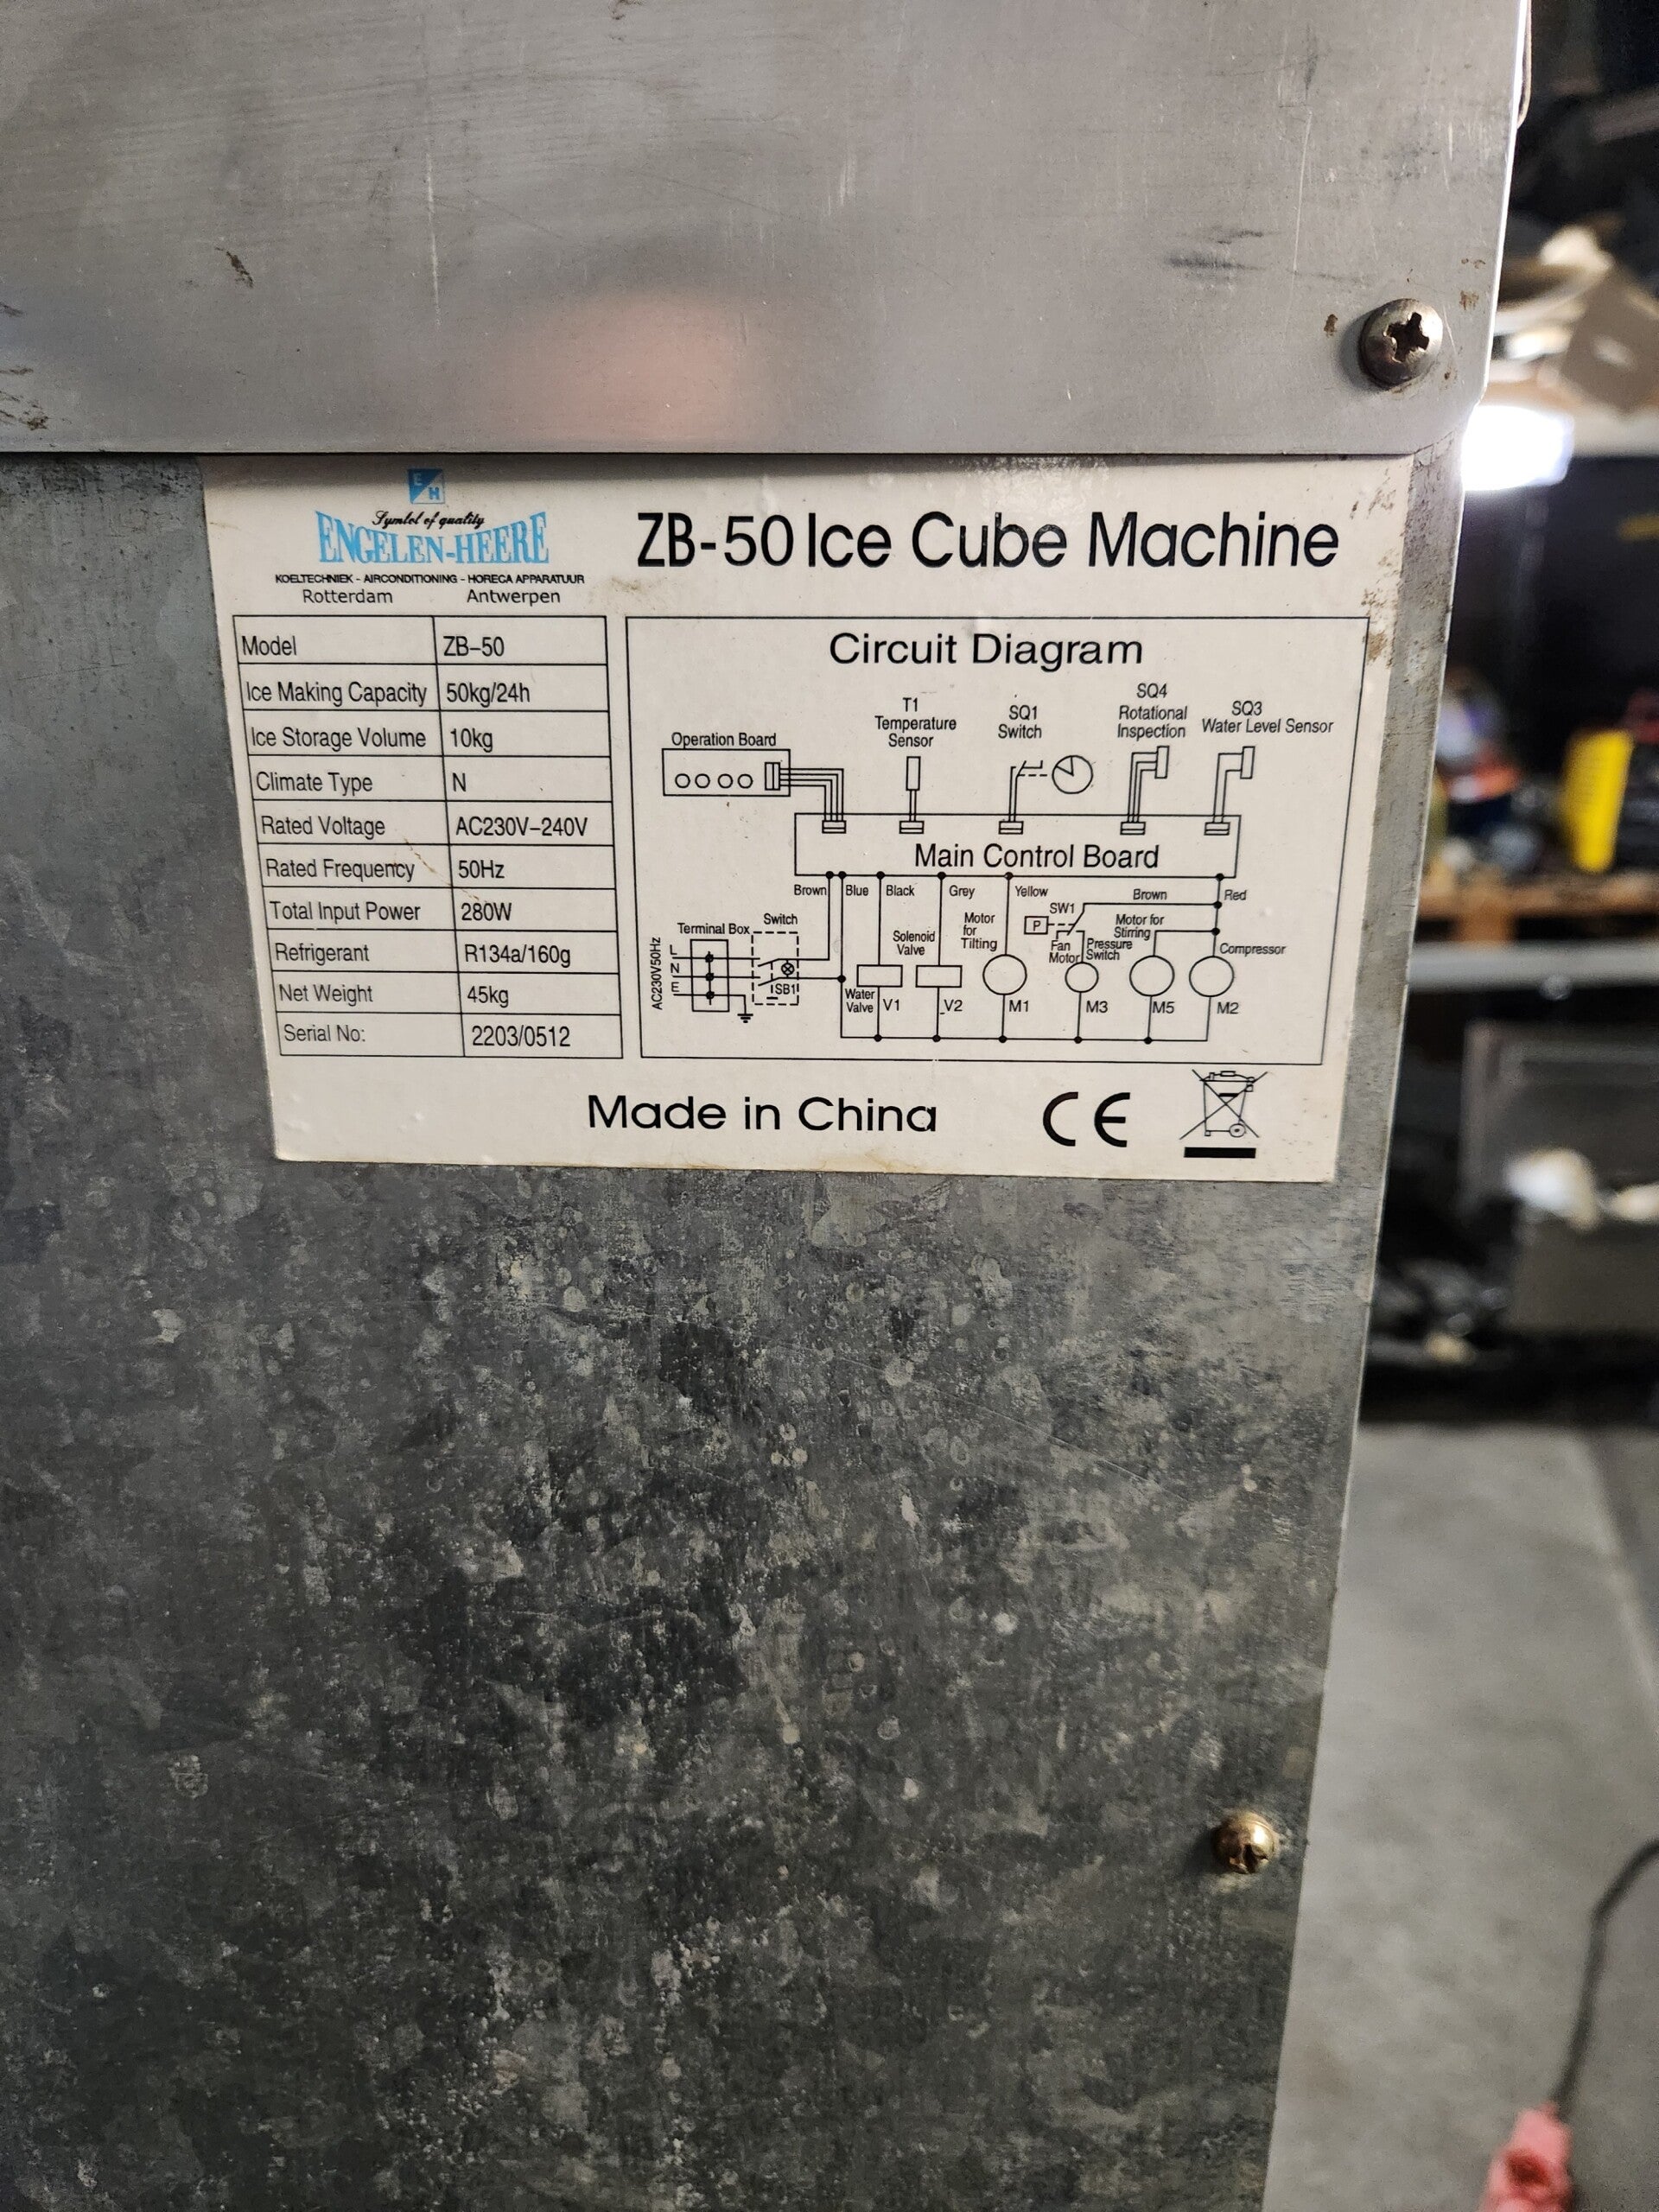 E H
Symbol of quality
ENGELEN-HEERE
KOELTECHNIEK - AIRCONDITIONING - HORECA APPARATUUR
Rotterdam Antwerpen
ZB-50 Ice Cube Machine
Model ZB-50
Ice Making Capacity 50kg/24h
Ice Storage Volume 10kg
Climate Type N
Rated Voltage AC230V-240V
Rated Frequency 50Hz
Total Input Power 280W
Refrigerant R134a/160g
Net Weight 45kg
Serial No: 2203/0512
Circuit Diagram
Operation Board
T1
Temperature
Sensor
SQ1
Switch
SQ4
Rotational
Inspection
SQ3
Water Level Sensor
Main Control Board
Brown Blue Black Grey Yellow Brown Red
Terminal Box
Switch
AC230V50Hz
L
N
E
SB1
Water
Valve
V1
Solenoid
Valve
V2
Motor
for
Tilting
M1
SW1
P
Fan
Motor
Pressure
Switch
M3
Motor for
Stirring
M5
Compressor
M2
Made in China CE